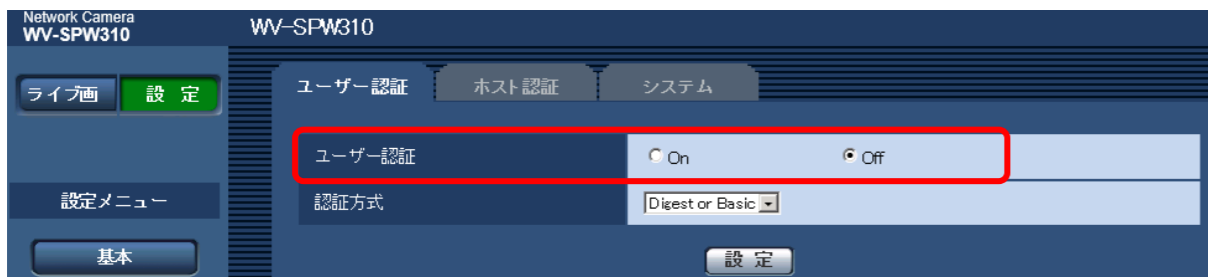 Network Camera
WV-SPW310
WV-SPW310
ライブ画
設 定
ユーザー認証
ホスト認証
システム
ユーザー認証
On
Off
設定メニュー
認証方式
Digest or Basic
基本
設 定